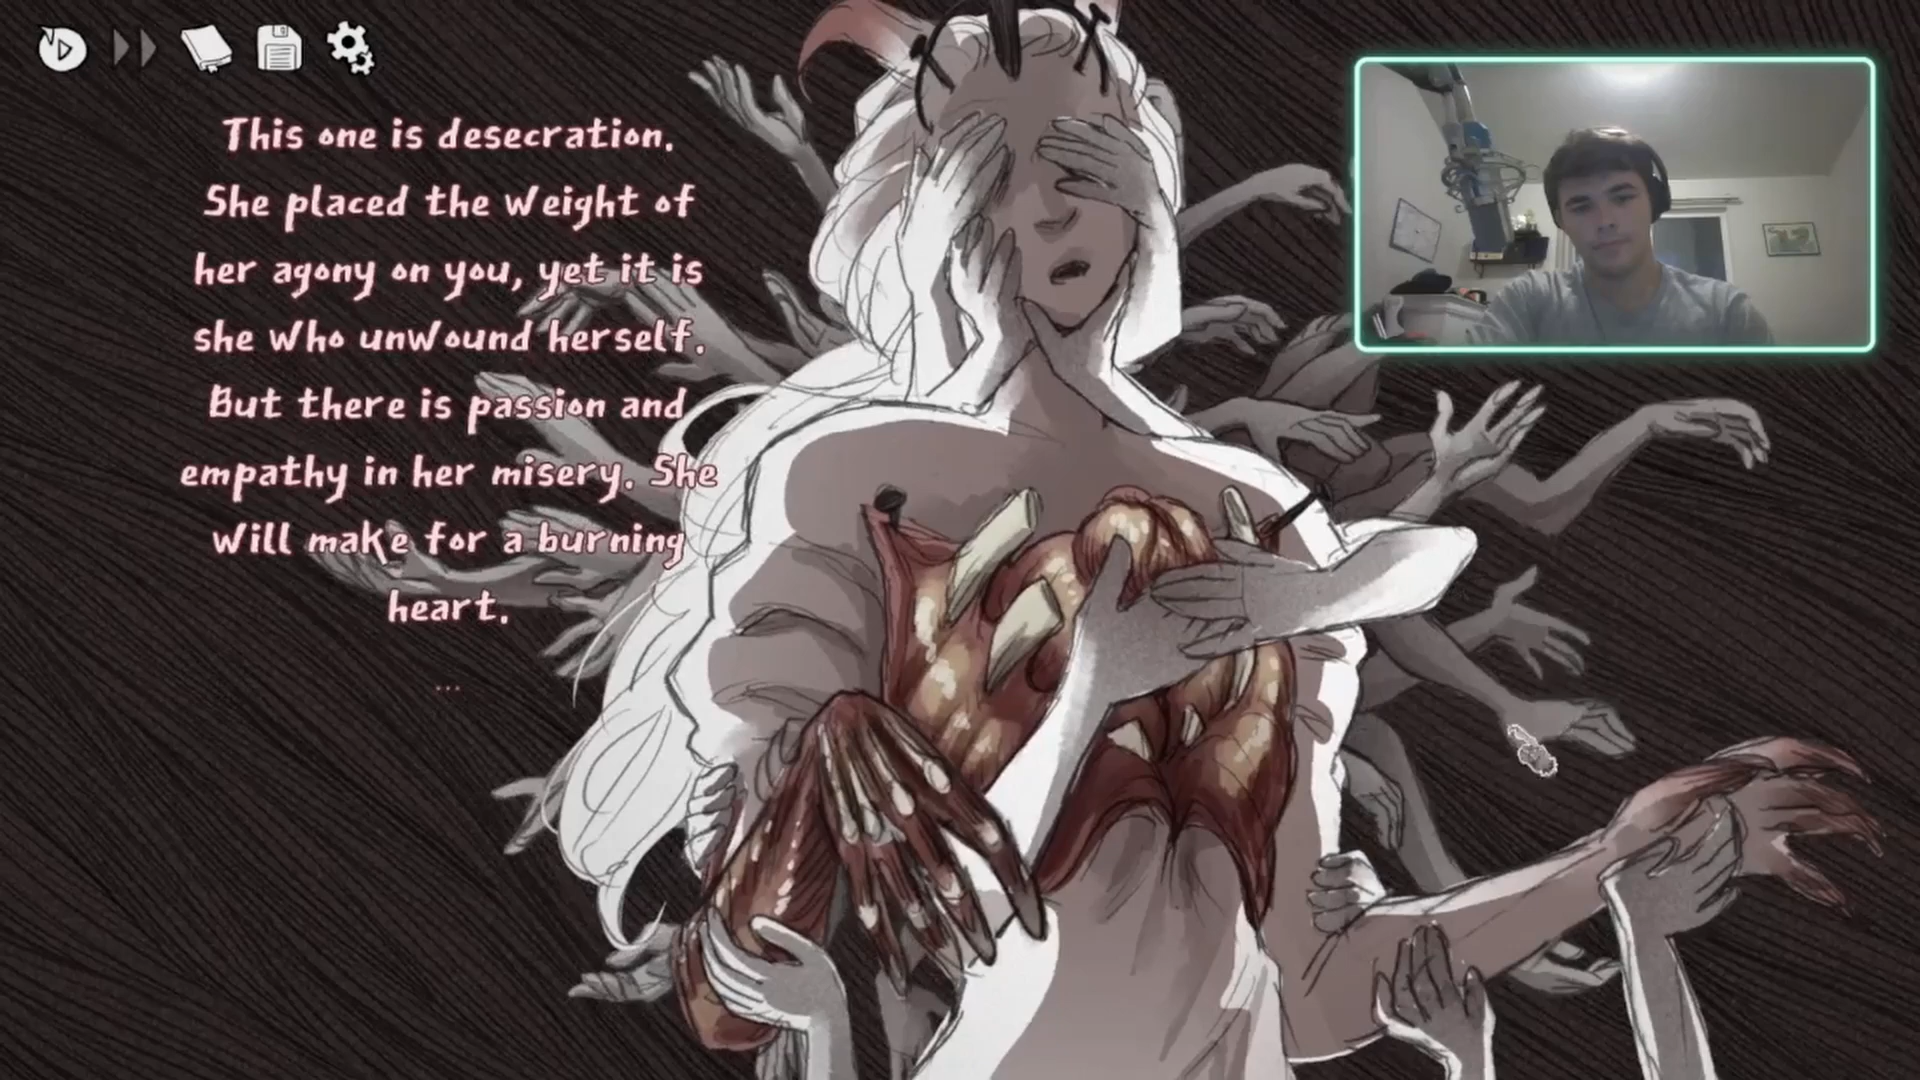 This one is desecration.
She placed the weight of
her agony on you, yet it is
she who unwound herself.
But there is passion and
empathy in her misery. She
will make for a burning
heart.
...